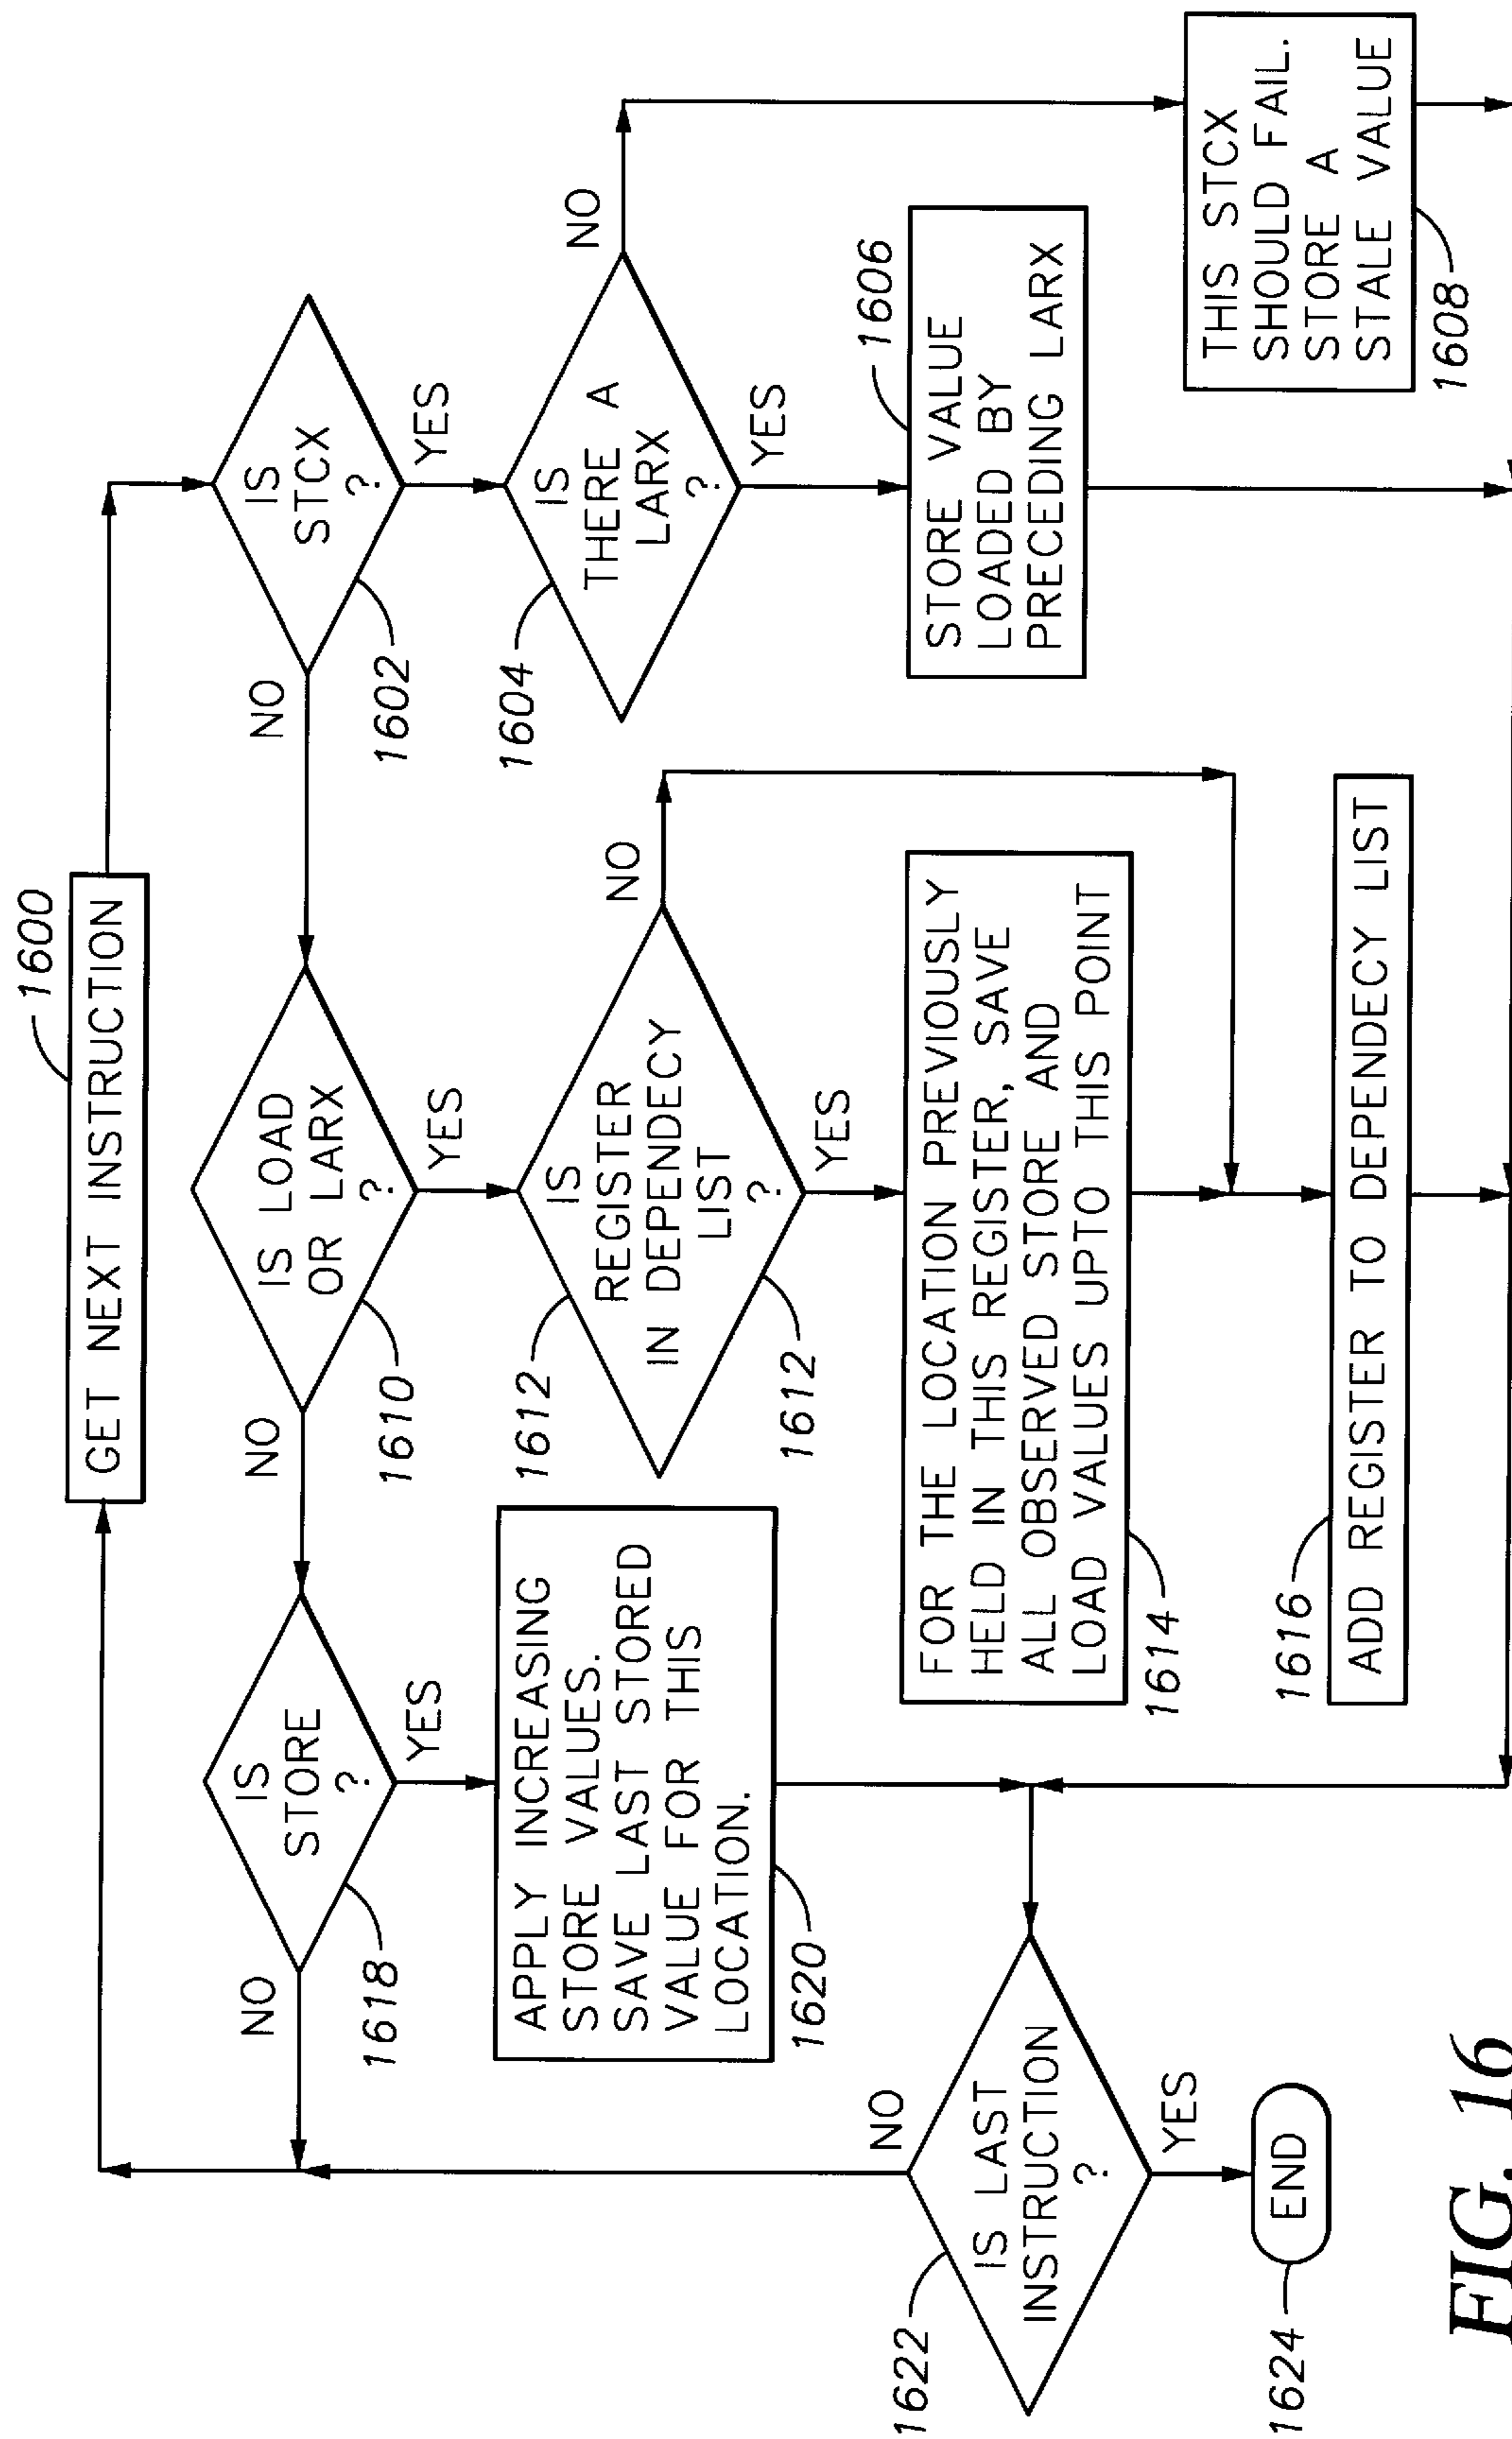 1600
GET NEXT INSTRUCTION
IS
STCX
?
1602
NO
YES
IS
THERE A
LARX
?
1604
NO
YES
STORE VALUE
LOADED BY
PRECEDING LARX
1606
THIS STCX
SHOULD FAIL.
STORE A
STALE VALUE
1608
IS LOAD
OR LARX
?
1610
NO
YES
IS
REGISTER
IN DEPENDECY
LIST
?
1612
1612
NO
YES
FOR THE LOCATION PREVIOUSLY
HELD IN THIS REGISTER, SAVE
ALL OBSERVED STORE AND
LOAD VALUES UPTO THIS POINT
1614
ADD REGISTER TO DEPENDECY LIST
1616
IS
STORE
?
1618
NO
YES
APPLY INCREASING
STORE VALUES.
SAVE LAST STORED
VALUE FOR THIS
LOCATION.
1620
IS LAST
INSTRUCTION
?
1622
NO
YES
END
1624
FIG. 16